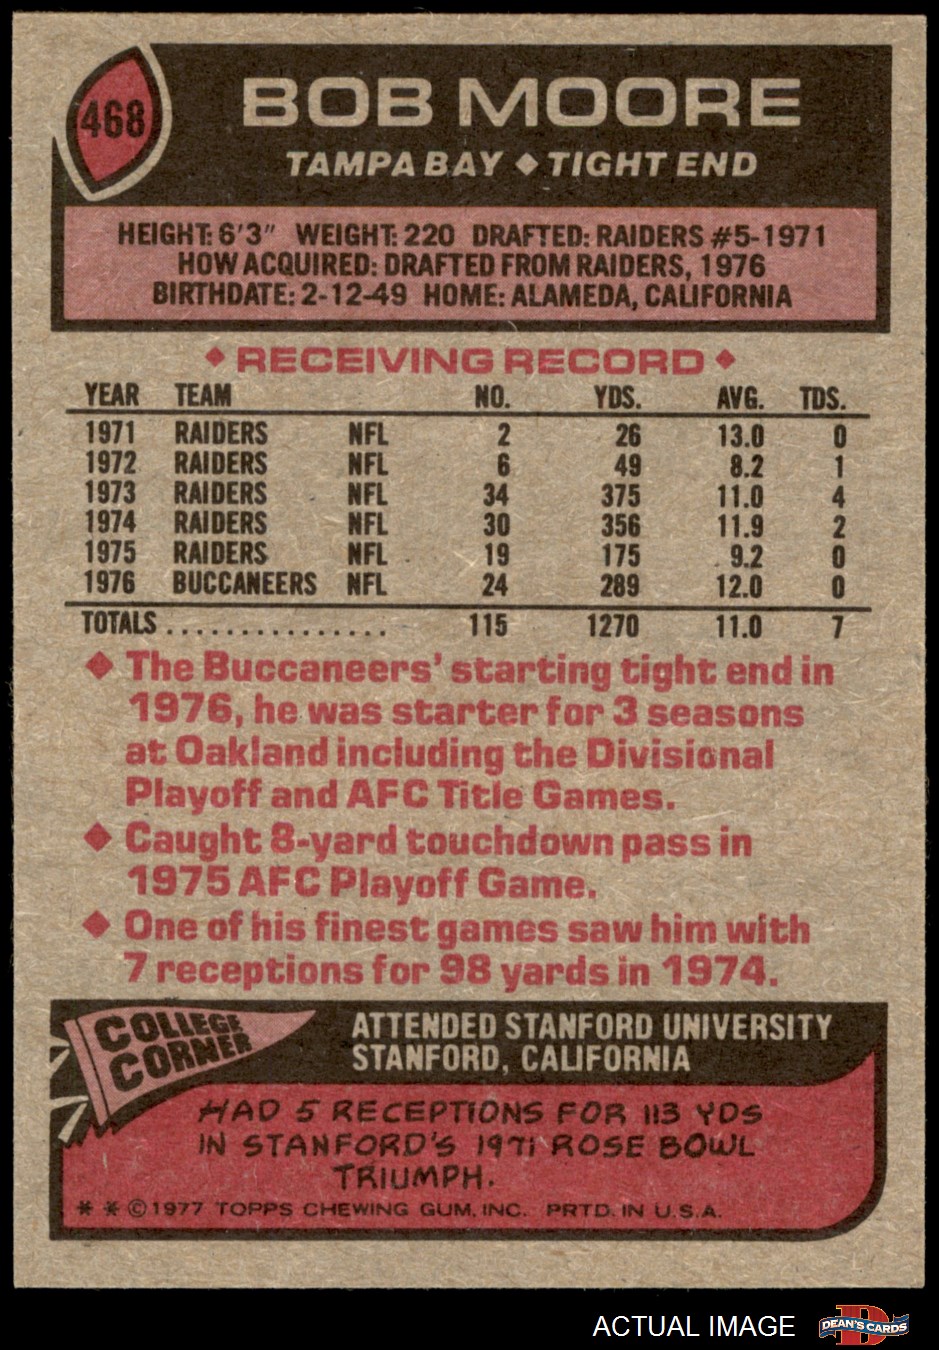 468
BOB MOORE
TAMPA BAY ◆ TIGHT END
HEIGHT: 6'3" WEIGHT: 220 DRAFTED: RAIDERS #5-1971
HOW ACQUIRED: DRAFTED FROM RAIDERS, 1976
BIRTHDATE: 2-12-49 HOME: ALAMEDA, CALIFORNIA
◆ RECEIVING RECORD ◆
YEAR TEAM NO. YDS. AVG. TDS.
1971 RAIDERS NFL 2 26 13.0 0
1972 RAIDERS NFL 6 49 8.2 1
1973 RAIDERS NFL 34 375 11.0 4
1974 RAIDERS NFL 30 356 11.9 2
1975 RAIDERS NFL 19 175 9.2 0
1976 BUCCANEERS NFL 24 289 12.0 0
TOTALS ............... 115 1270 11.0 7
◆ The Buccaneers' starting tight end in
1976, he was starter for 3 seasons
at Oakland including the Divisional
Playoff and AFC Title Games.
◆ Caught 8-yard touchdown pass in
1975 AFC Playoff Game.
◆ One of his finest games saw him with
7 receptions for 98 yards in 1974.
COLLEGE
CORNER
ATTENDED STANFORD UNIVERSITY
STANFORD, CALIFORNIA
HAD 5 RECEPTIONS FOR 113 YDS
IN STANFORD'S 1971 ROSE BOWL
TRIUMPH.
* * © 1977 TOPPS CHEWING GUM, INC. PRTD. IN U.S.A.
ACTUAL IMAGE
D
DEAN'S CARDS